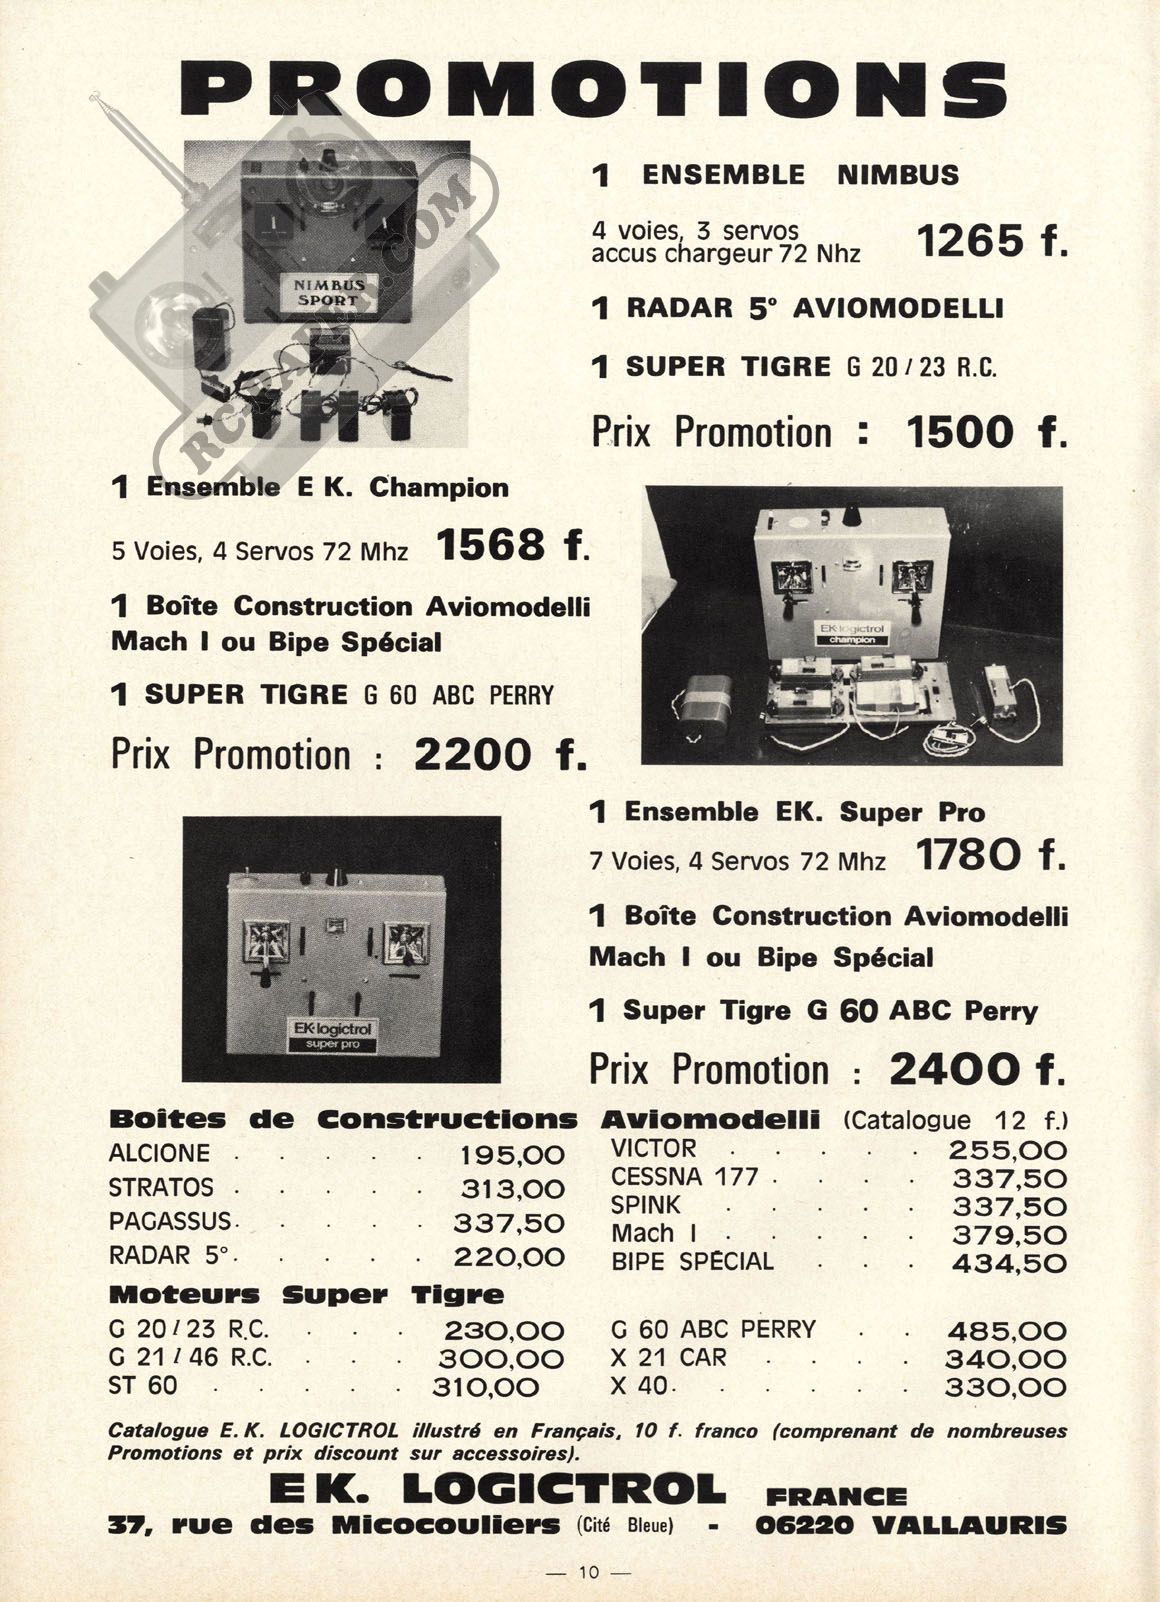 PROMOTIONS
NIMBUS
SPORT
RCPAPER.COM
1 ENSEMBLE NIMBUS
4 voies, 3 servos
accus chargeur 72 Nhz 1265 f.
1 RADAR 5° AVIOMODELLI
1 SUPER TIGRE G 20/23 R.C.
Prix Promotion : 1500 f.
1 Ensemble E K. Champion
5 Voies, 4 Servos 72 Mhz 1568 f.
1 Boîte Construction Aviomodelli
Mach I ou Bipe Spécial
1 SUPER TIGRE G 60 ABC PERRY
Prix Promotion : 2200 f.
EK-logictrol
champion
1 Ensemble EK. Super Pro
7 Voies, 4 Servos 72 Mhz 1780 f.
1 Boîte Construction Aviomodelli
Mach I ou Bipe Spécial
1 Super Tigre G 60 ABC Perry
Prix Promotion : 2400 f.
EK-logictrol
super pro
Boîtes de Constructions Aviomodelli (Catalogue 12 f.)
ALCIONE . . . . . 195,00
STRATOS . . . . . 313,00
PAGASSUS . . . . . 337,50
RADAR 5° . . . . . 220,00
VICTOR . . . . . 255,00
CESSNA 177 . . . . 337,50
SPINK . . . . . 337,50
Mach I . . . . . 379,50
BIPE SPÉCIAL . . . 434,50
Moteurs Super Tigre
G 20/23 R.C. . . . 230,00
G 21/46 R.C. . . . 300,00
ST 60 . . . . 310,00
G 60 ABC PERRY . . 485,00
X 21 CAR . . . . 340,00
X 40 . . . . . . 330,00
Catalogue E.K. LOGICTROL illustré en Français, 10 f. franco (comprenant de nombreuses
Promotions et prix discount sur accessoires).
EK. LOGICTROL FRANCE
37, rue des Micocouliers (Cité Bleue) - 06220 VALLAURIS
— 10 —